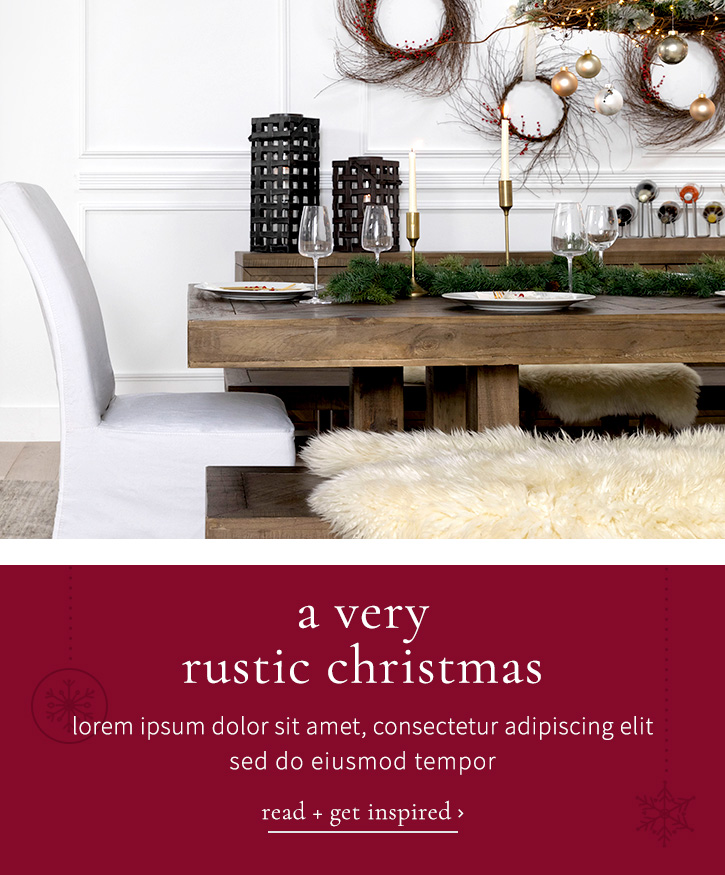 a very
rustic christmas
lorem ipsum dolor sit amet, consectetur adipiscing elit
sed do eiusmod tempor
read + get inspired ›